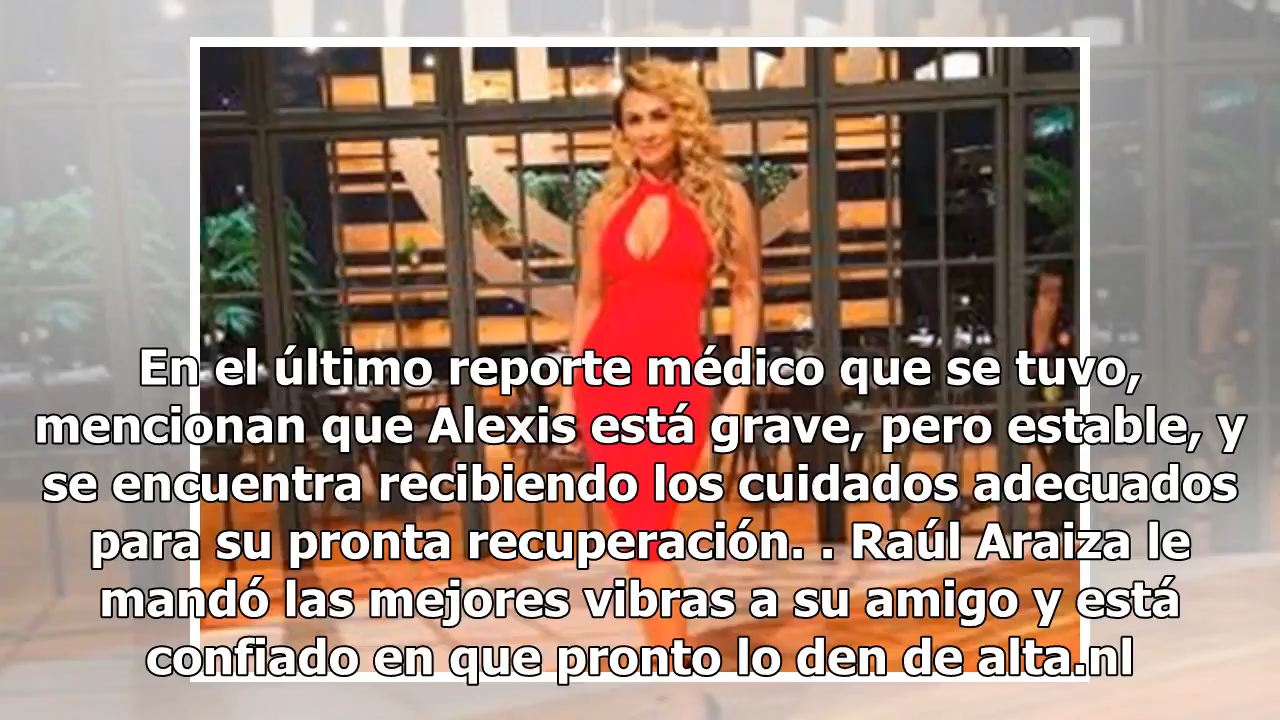 En el último reporte médico que se tuvo,
mencionan que Alexis está grave, pero estable, y
se encuentra recibiendo los cuidados adecuados
para su pronta recuperación. . Raúl Araiza le
mandó las mejores vibras a su amigo y está
confiado en que pronto lo den de alta.nl